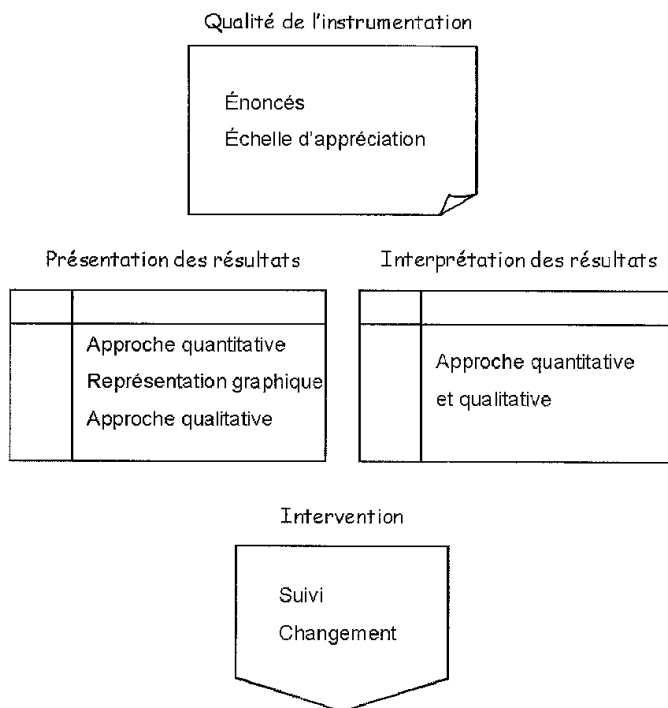 Qualité de l'instrumentation
Énoncés
Échelle d'appréciation
Présentation des résultats
Approche quantitative
Représentation graphique
Approche qualitative
Interprétation des résultats
Approche quantitative
et qualitative
Intervention
Suivi
Changement